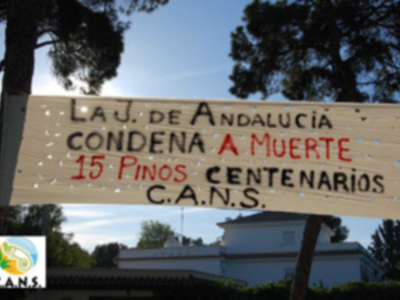 LA J. DE ANDALUCÍA
CONDENA A MUERTE
15 PINOS CENTENARIOS
C.A.N.S.
C.A.N.S.